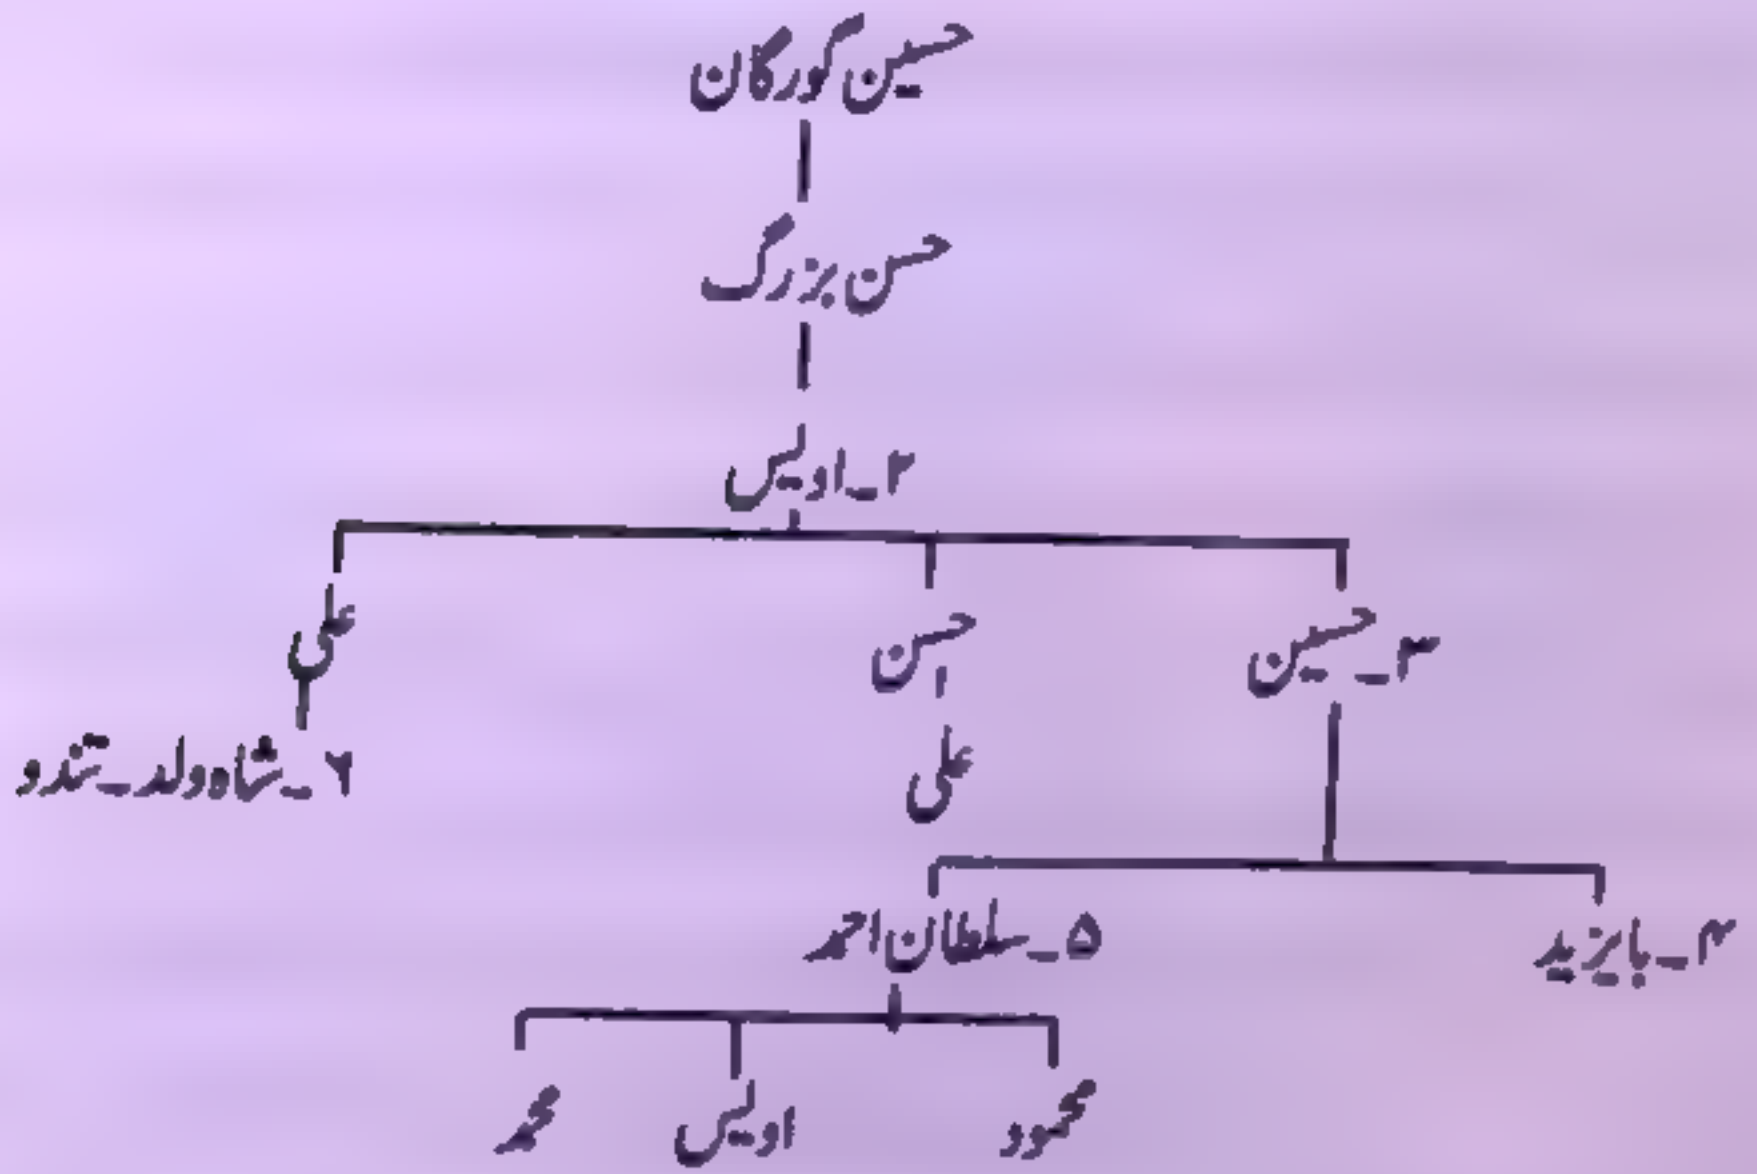 حسین گورگان
حسن بزرگ
۲۔اویس
۳۔حسین
حسن
علی
علی
۶۔شاہ ولد۔تندو
۴۔بایزید
۵۔سلطان احمد
محمود
اویس
محمد